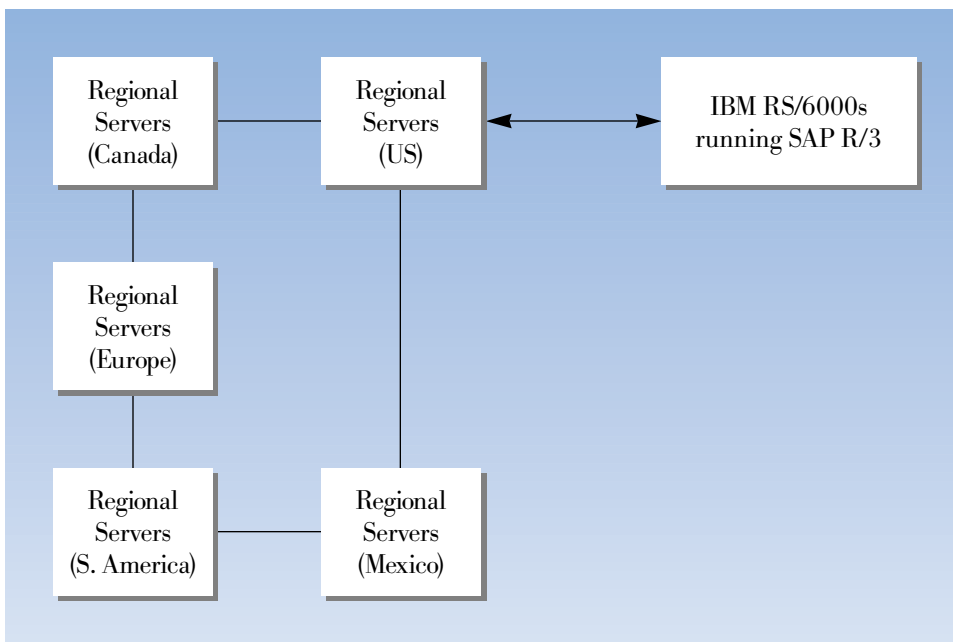 Regional
Servers
(Canada)
Regional
Servers
(US)
IBM RS/6000s
running SAP R/3
Regional
Servers
(Europe)
Regional
Servers
(S. America)
Regional
Servers
(Mexico)